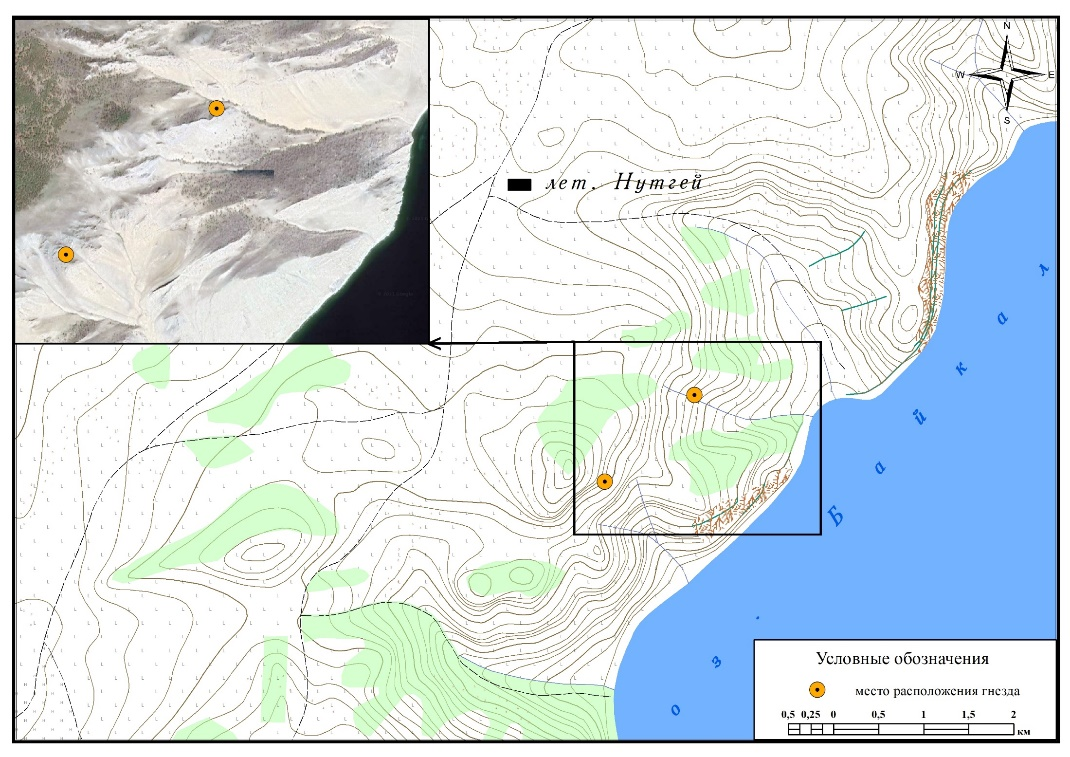 N
W E
S
лет. Нутгей
оз. Байкал
Условные обозначения
место расположения гнезда
0,5 0,25 0 0,5 1 1,5 2
км